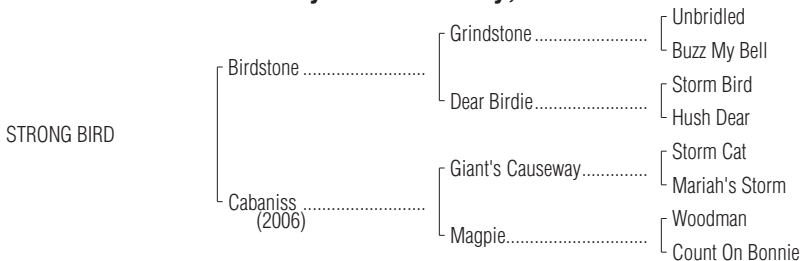 Unbridled
Grindstone
Buzz My Bell
Birdstone
Storm Bird
Dear Birdie
Hush Dear
STRONG BIRD
Storm Cat
Giant's Causeway
Mariah's Storm
Cabaniss
(2006)
Woodman
Magpie
Count On Bonnie